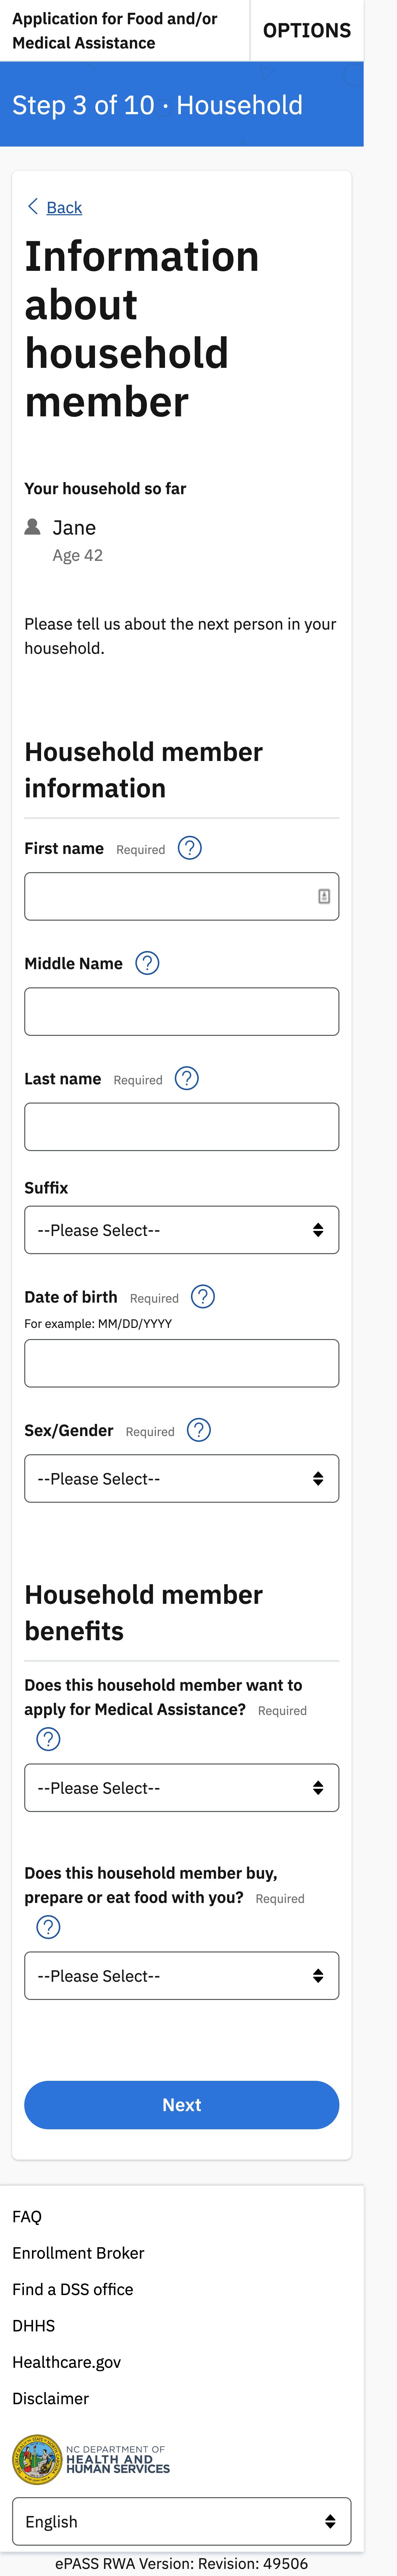 Application for Food and/or
Medical Assistance
OPTIONS
Step 3 of 10 · Household
Back
Information
about
household
member
Your household so far
Jane
Age 42
Please tell us about the next person in your
household.
Household member
information
First name Required ?
Middle Name ?
Last name Required ?
Suffix
--Please Select--
Date of birth Required ?
For example: MM/DD/YYYY
Sex/Gender Required ?
--Please Select--
Household member
benefits
Does this household member want to
apply for Medical Assistance? Required
?
--Please Select--
Does this household member buy,
prepare or eat food with you? Required
?
--Please Select--
Next
FAQ
Enrollment Broker
Find a DSS office
DHHS
Healthcare.gov
Disclaimer
NC DEPARTMENT OF
HEALTH AND
HUMAN SERVICES
English
ePASS RWA Version: Revision: 49506